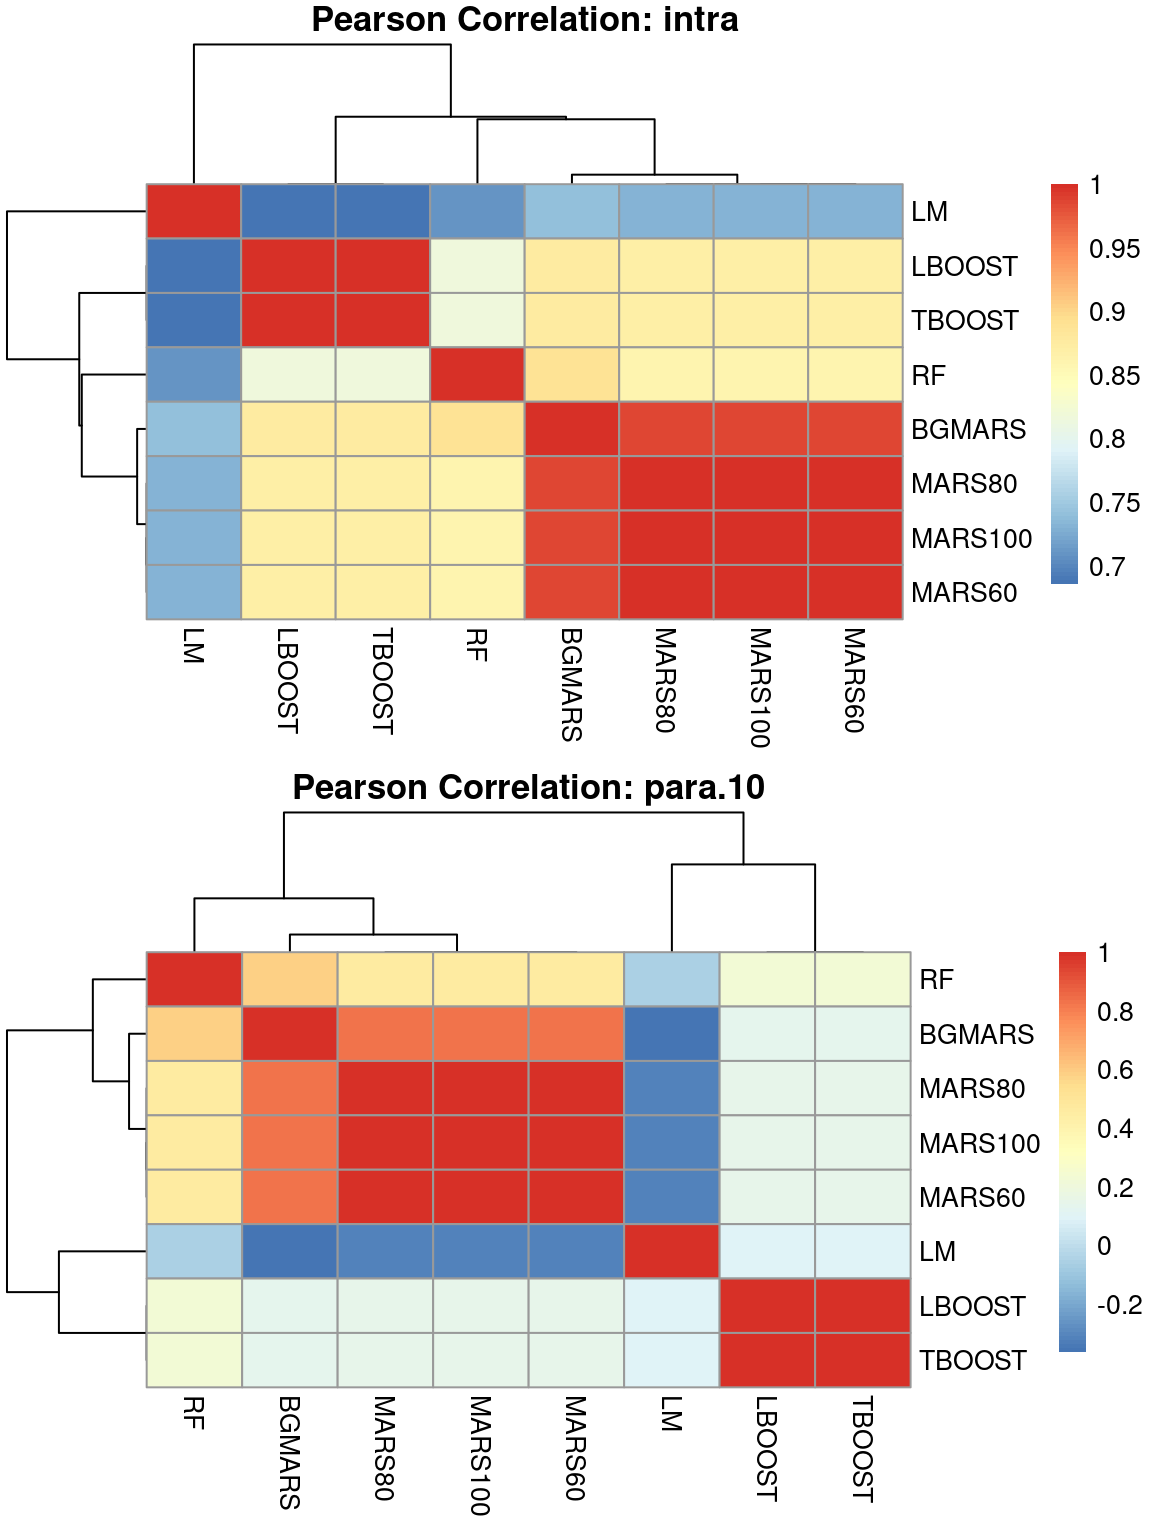 Pearson Correlation: intra
LM
LBOOST
TBOOST
RF
BGMARS
MARS80
MARS100
MARS60
1
0.95
0.9
0.85
0.8
0.75
0.7
LM
LBOOST
TBOOST
RF
BGMARS
MARS80
MARS100
MARS60
Pearson Correlation: para.10
RF
BGMARS
MARS80
MARS100
MARS60
LM
LBOOST
TBOOST
1
0.8
0.6
0.4
0.2
0
-0.2
RF
BGMARS
MARS80
MARS100
MARS60
LM
LBOOST
TBOOST